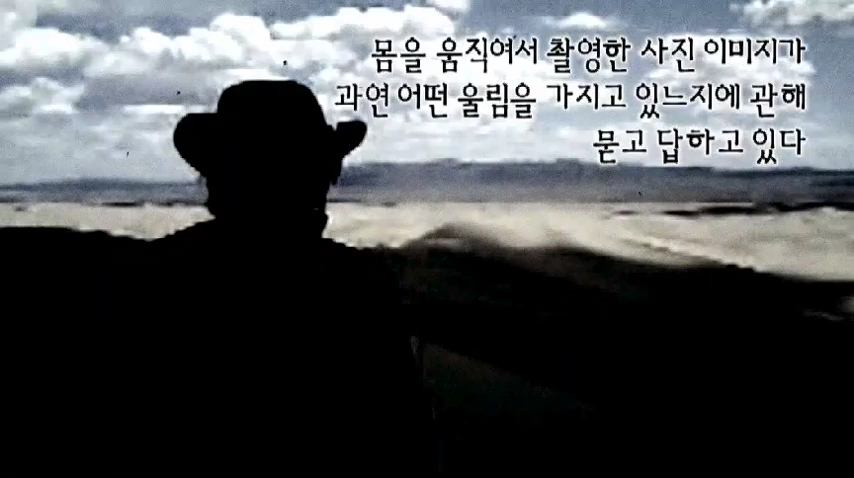 몸을 움직여서 촬영한 사진 이미지가
과연 어떤 울림을 가지고 있느지에 관해
묻고 답하고 있다